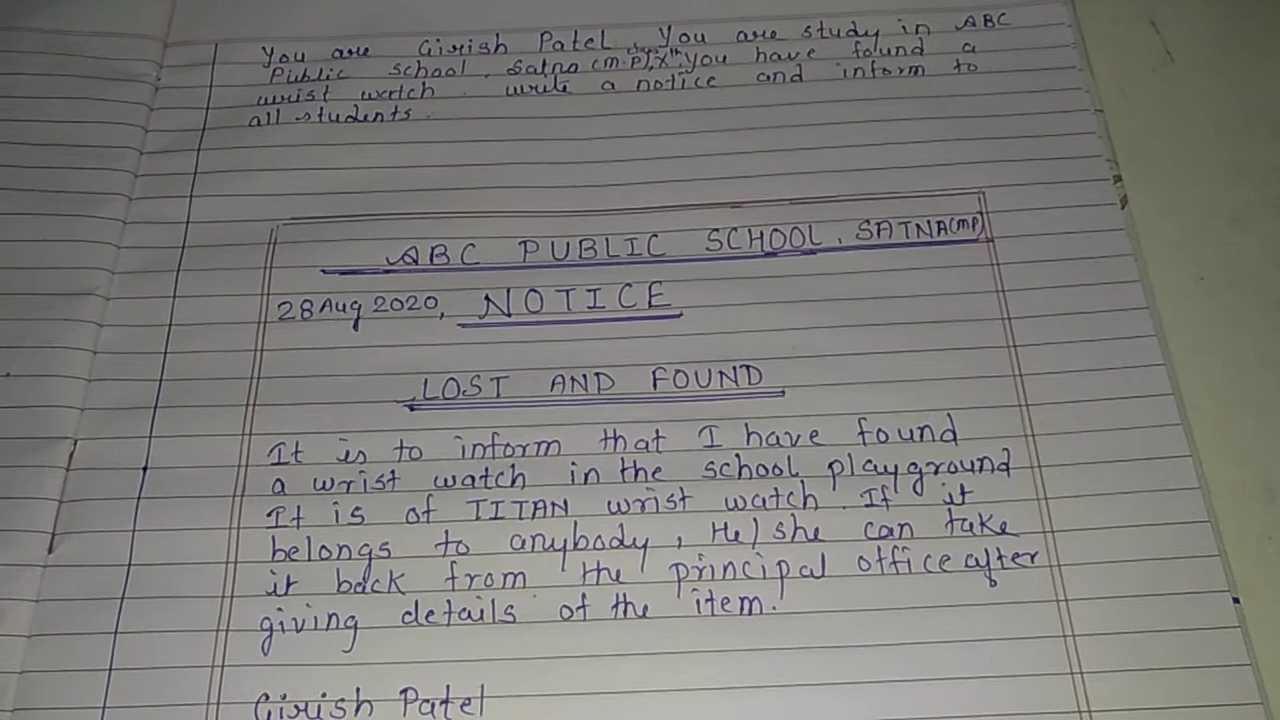 You are Girish Patel, You are study in ABC
Public school, Satna (m.p), Xth, you have found a
wrist watch. write a notice and inform to
all students.
ABC PUBLIC SCHOOL, SATNA(MP)
28 Aug 2020, NOTICE
LOST AND FOUND
It is to inform that I have found
a wrist watch in the school playground
It is of TITAN wrist watch. If it
belongs to anybody, He/she can take
it back from the principal office after
giving details of the item.
Girish Patel